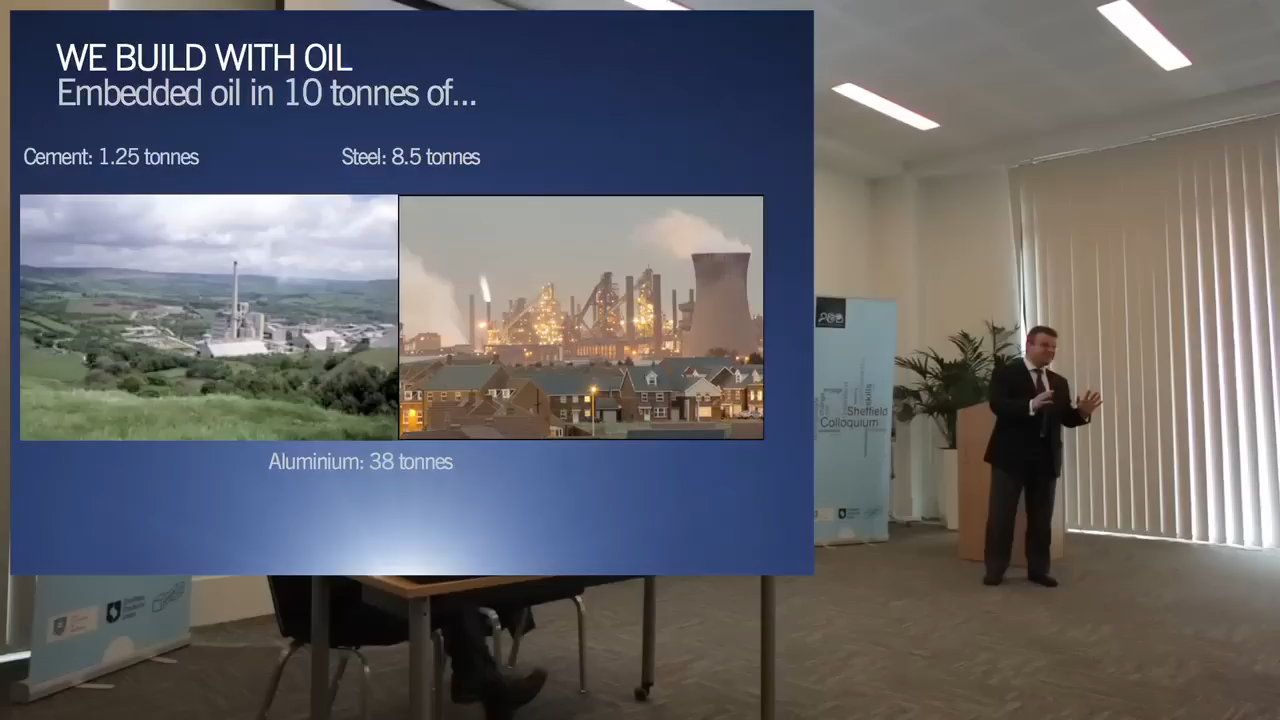 WE BUILD WITH OIL
Embedded oil in 10 tonnes of...
Cement: 1.25 tonnes
Steel: 8.5 tonnes
Aluminium: 38 tonnes
skills
Sheffield
Colloquium